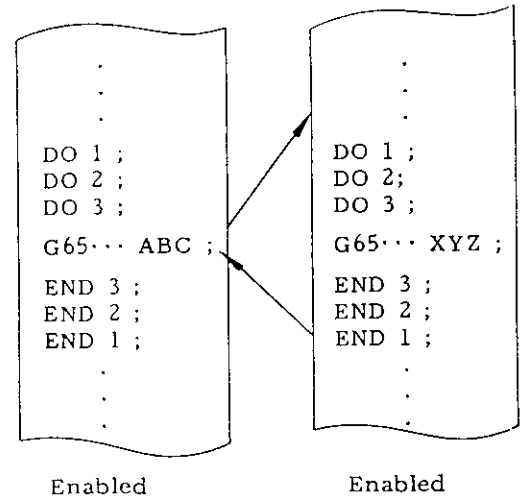 DO 1 ;
DO 2 ;
DO 3 ;
G65··· ABC ;
END 3 ;
END 2 ;
END 1 ;
Enabled
DO 1 ;
DO 2;
DO 3 ;
G65··· XYZ ;
END 3 ;
END 2 ;
END 1 ;
Enabled